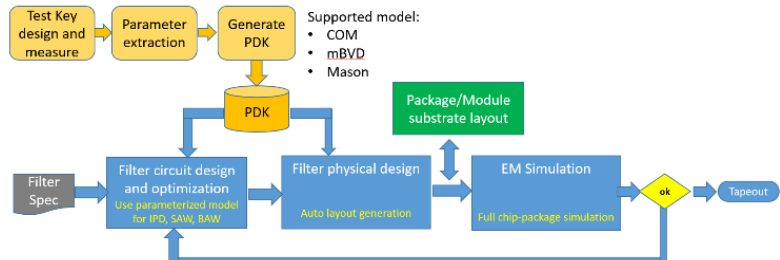 Test Key
design and
measure
Parameter
extraction
Generate
PDK
Supported model:
• COM
• mBVD
• Mason
PDK
Package/Module
substrate layout
Filter
Spec
Filter circuit design
and optimization
Use parameterized model
for IPD, SAW, BAW
Filter physical design
Auto layout generation
EM Simulation
Full chip-package simulation
ok
Tapeout